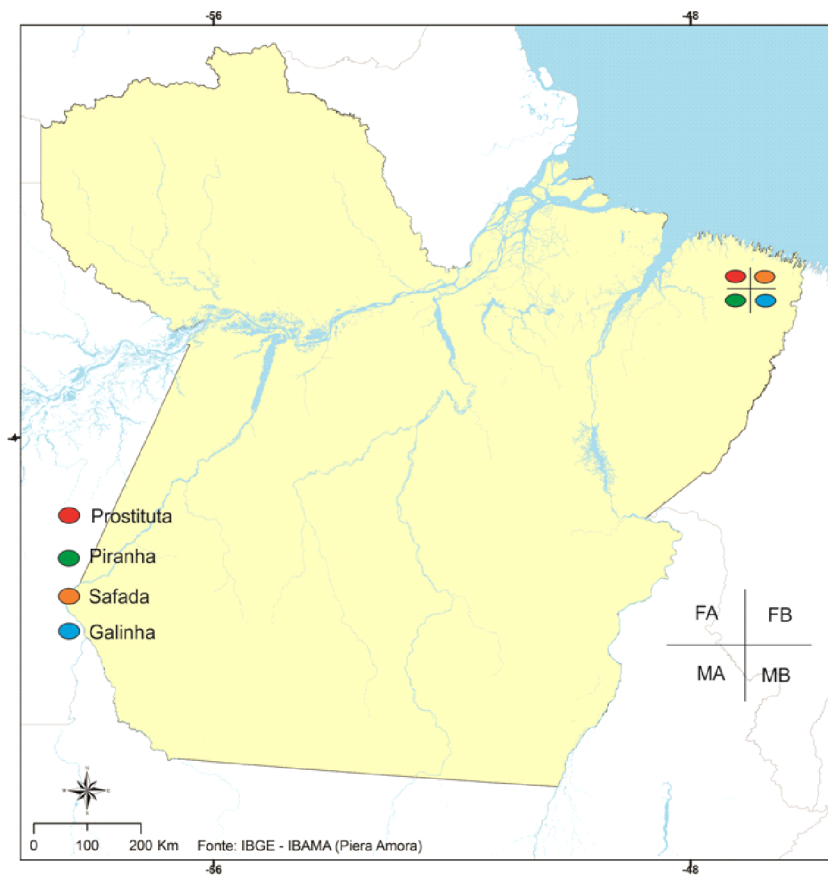 -56
-48
-4
Prostituta
Piranha
Safada
Galinha
FA
FB
MA
MB
0
100
200 Km
Fonte: IBGE - IBAMA (Piera Amora)
-56
-48